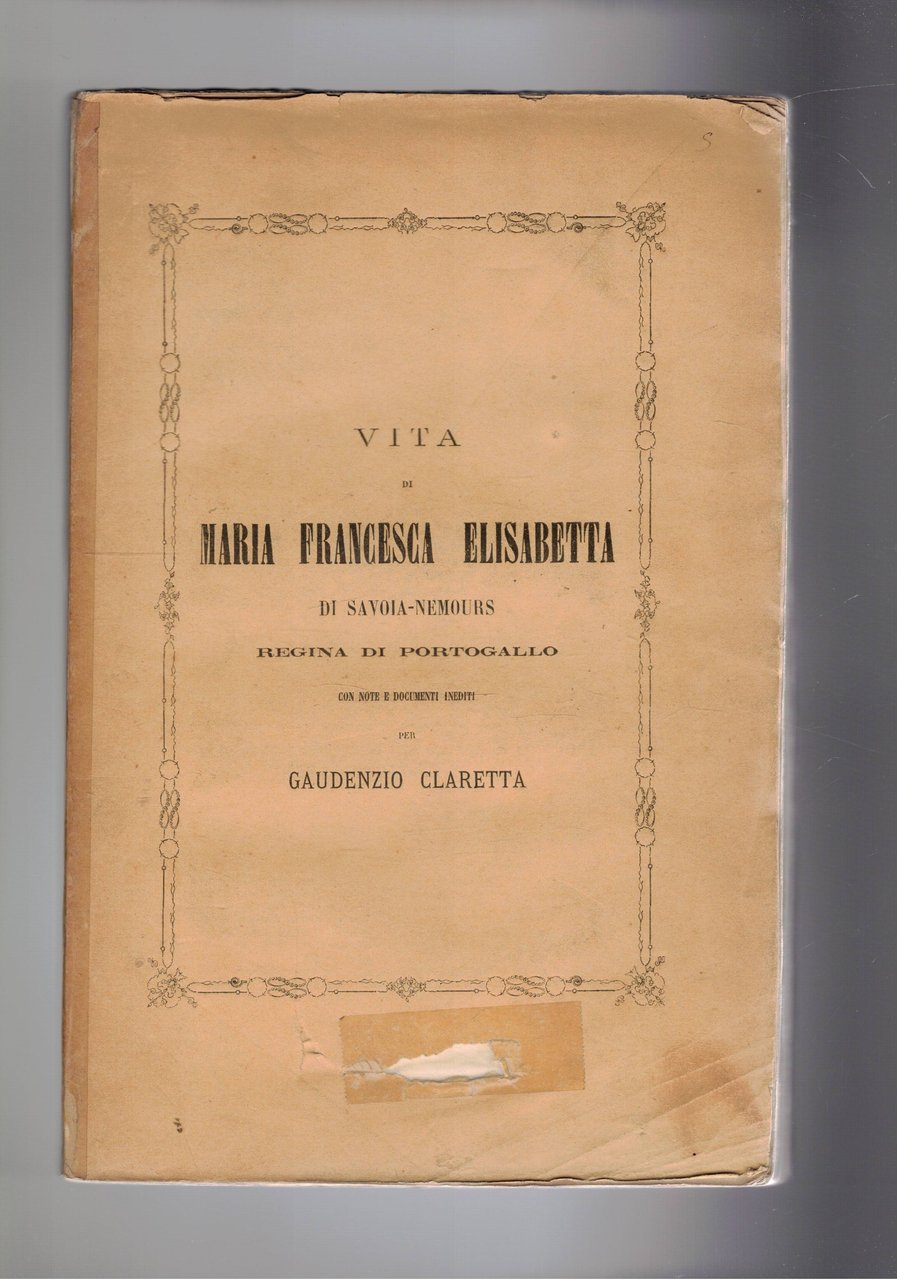 S
VITA
DI
MARIA FRANCESCA ELISABETTA
DI SAVOIA-NEMOURS
REGINA DI PORTOGALLO
CON NOTE E DOCUMENTI INEDITI
PER
GAUDENZIO CLARETTA